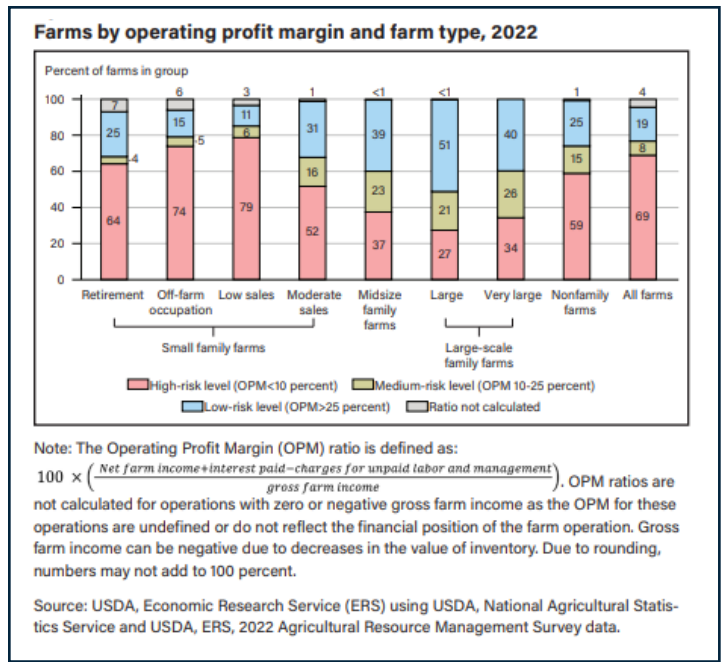 Farms by operating profit margin and farm type, 2022
Percent of farms in group
6 3 1 <1 <1 1 4
100
80
60
40
20
0
7
25
4
64
15
5
74
11
6
79
31
16
52
39
23
37
51
21
27
40
26
34
25
15
59
19
8
69
Retirement Off-farm Low sales Moderate Midsize Large Very large Nonfamily All farms
occupation sales family farms
farms
Small family farms Large-scale
family farms
High-risk level (OPM<10 percent) Medium-risk level (OPM 10-25 percent)
Low-risk level (OPM>25 percent) Ratio not calculated
Note: The Operating Profit Margin (OPM) ratio is defined as:
100 × (Net farm income+interest paid−charges for unpaid labor and management / gross farm income). OPM ratios are
not calculated for operations with zero or negative gross farm income as the OPM for these
operations are undefined or do not reflect the financial position of the farm operation. Gross
farm income can be negative due to decreases in the value of inventory. Due to rounding,
numbers may not add to 100 percent.
Source: USDA, Economic Research Service (ERS) using USDA, National Agricultural Statis-
tics Service and USDA, ERS, 2022 Agricultural Resource Management Survey data.